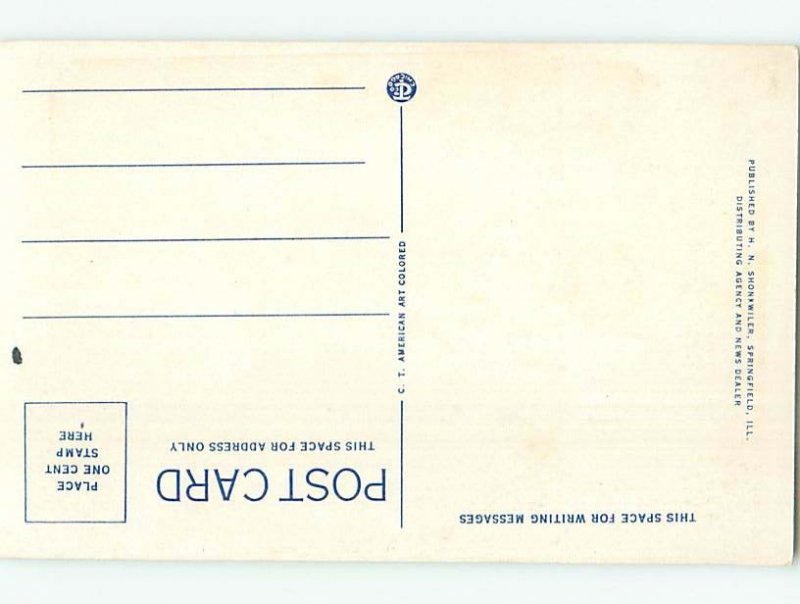 THIS SPACE FOR WRITING MESSAGES
POST CARD
THIS SPACE FOR ADDRESS ONLY
PLACE
ONE CENT
STAMP
HERE
C. T. AMERICAN ART COLORED
PUBLISHED BY H. N. SHONKWILER, SPRINGFIELD, ILL.
DISTRIBUTING AGENCY AND NEWS DEALER